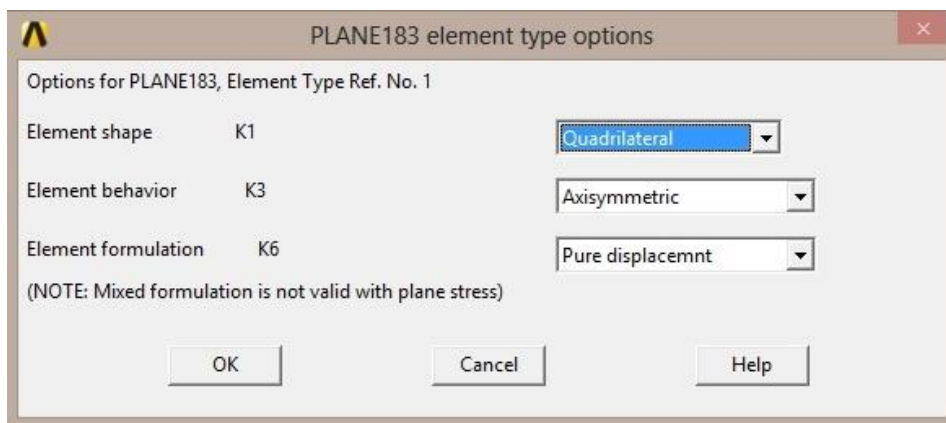 PLANE183 element type options
Options for PLANE183, Element Type Ref. No. 1
Element shape K1 Quadrilateral
Element behavior K3 Axisymmetric
Element formulation K6 Pure displacemnt
(NOTE: Mixed formulation is not valid with plane stress)
OK Cancel Help